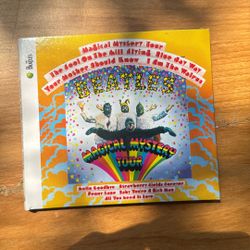 The Beatles
Magical Mystery Tour
The Fool On The Hill Flying Blue Jay Way
Your Mother Should Know I Am The Walrus
BEATLES
MAGICAL MYSTERY
TOUR
Hello Goodbye Strawberry Fields Forever
Penny Lane Baby You're A Rich Man
All You Need Is Love